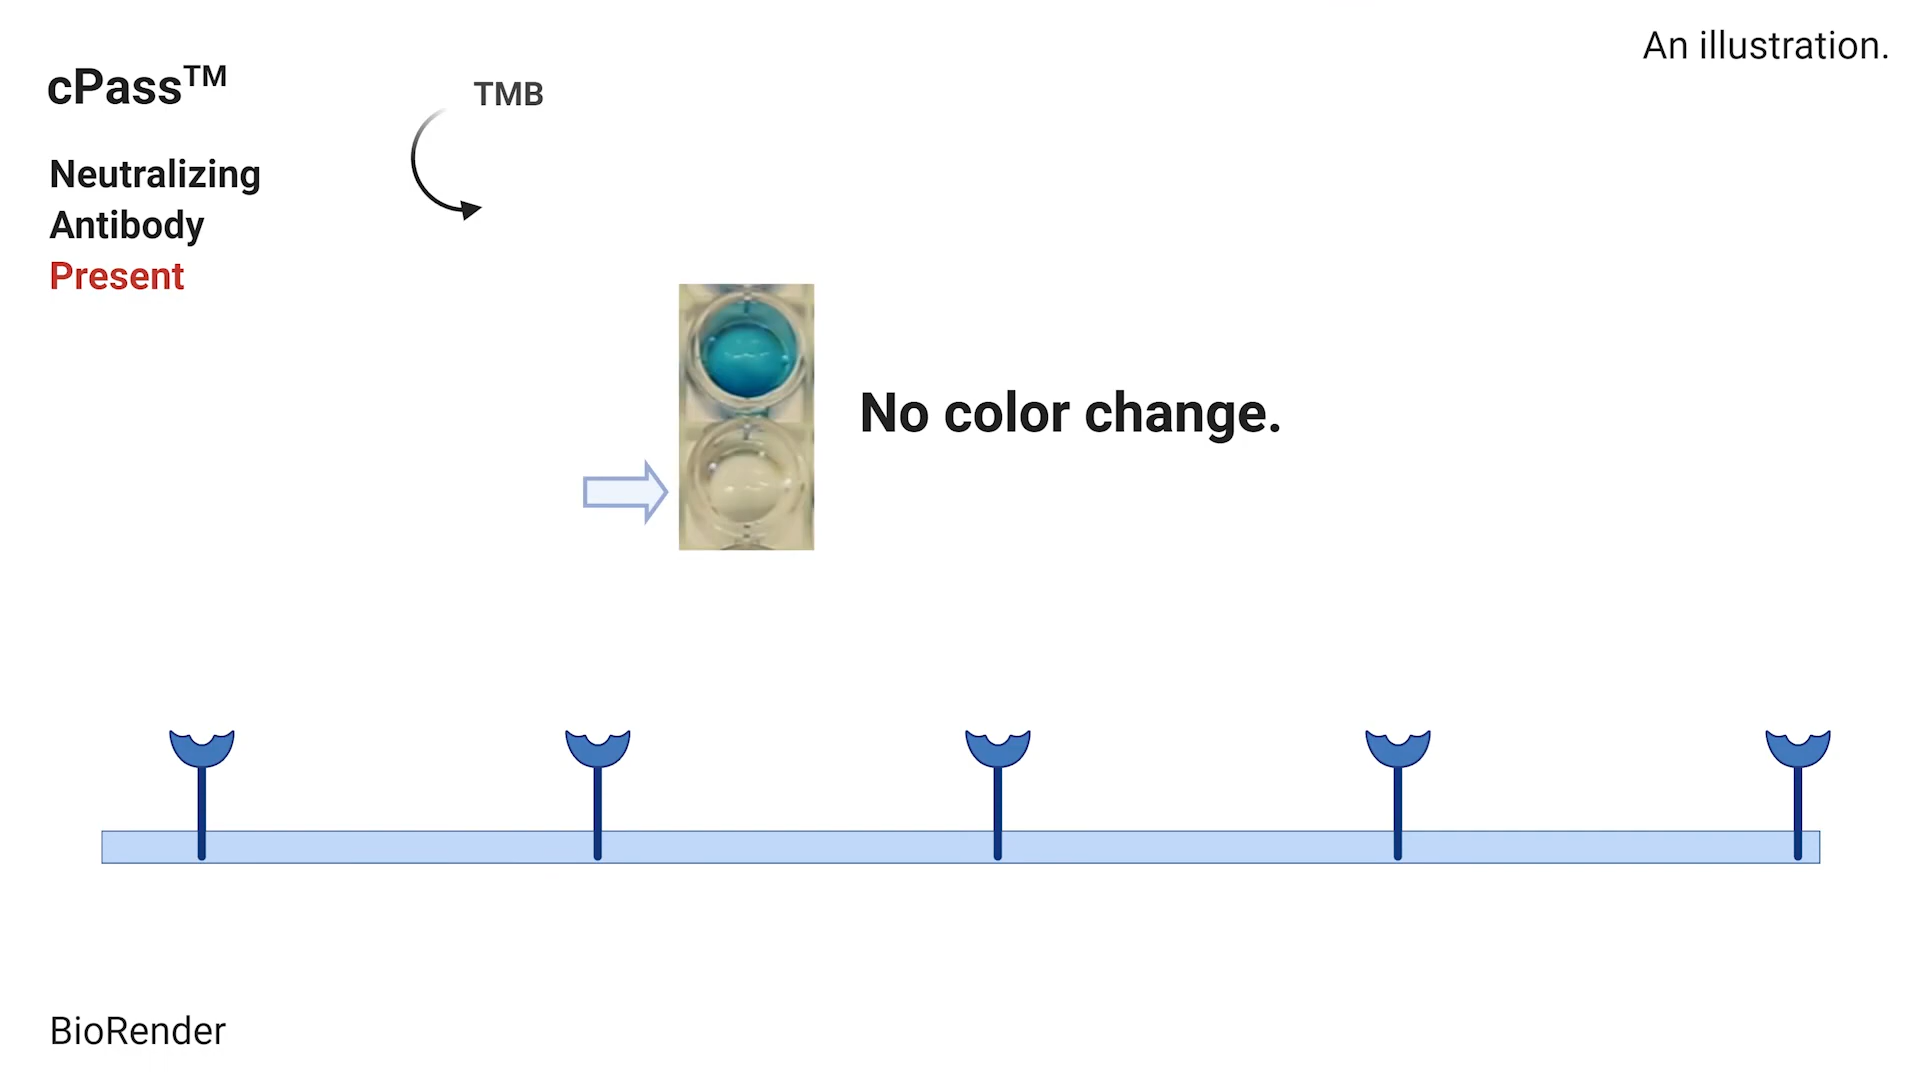 An illustration.
cPass™
TMB
Neutralizing
Antibody
Present
No color change.
BioRender